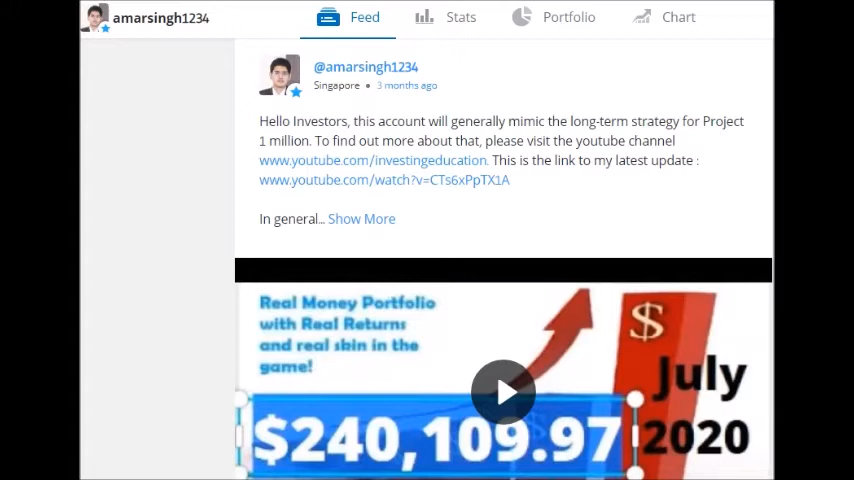 amarsingh1234
Feed
Stats
Portfolio
Chart
@amarsingh1234
Singapore • 3 months ago
Hello Investors, this account will generally mimic the long-term strategy for Project
1 million. To find out more about that, please visit the youtube channel
www.youtube.com/investingeducation. This is the link to my latest update :
www.youtube.com/watch?v=CTs6xPpTX1A
In general... Show More
Real Money Portfolio
with Real Returns
and real skin in the
game!
$
July
$240,109.97
2020